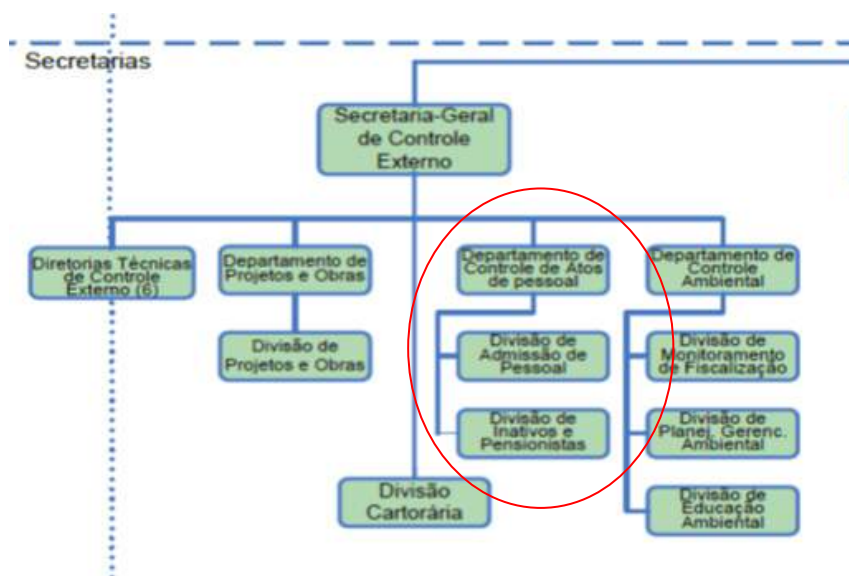 Secretarias
Secretaria-Geral
de Controle
Externo
Diretorias Técnicas
de Controle
Externo (6)
Departamento de
Projetos e Obras
Departamento de
Controle de Atos
de pessoal
Departamento de
Controle
Ambiental
Divisão de
Projetos e Obras
Divisão de
Admissão de
Pessoal
Divisão de
Monitoramento
de Fiscalização
Divisão de
Inativos e
Pensionistas
Divisão de
Planej. Gerenc.
Ambiental
Divisão
Cartorária
Divisão de
Educação
Ambiental